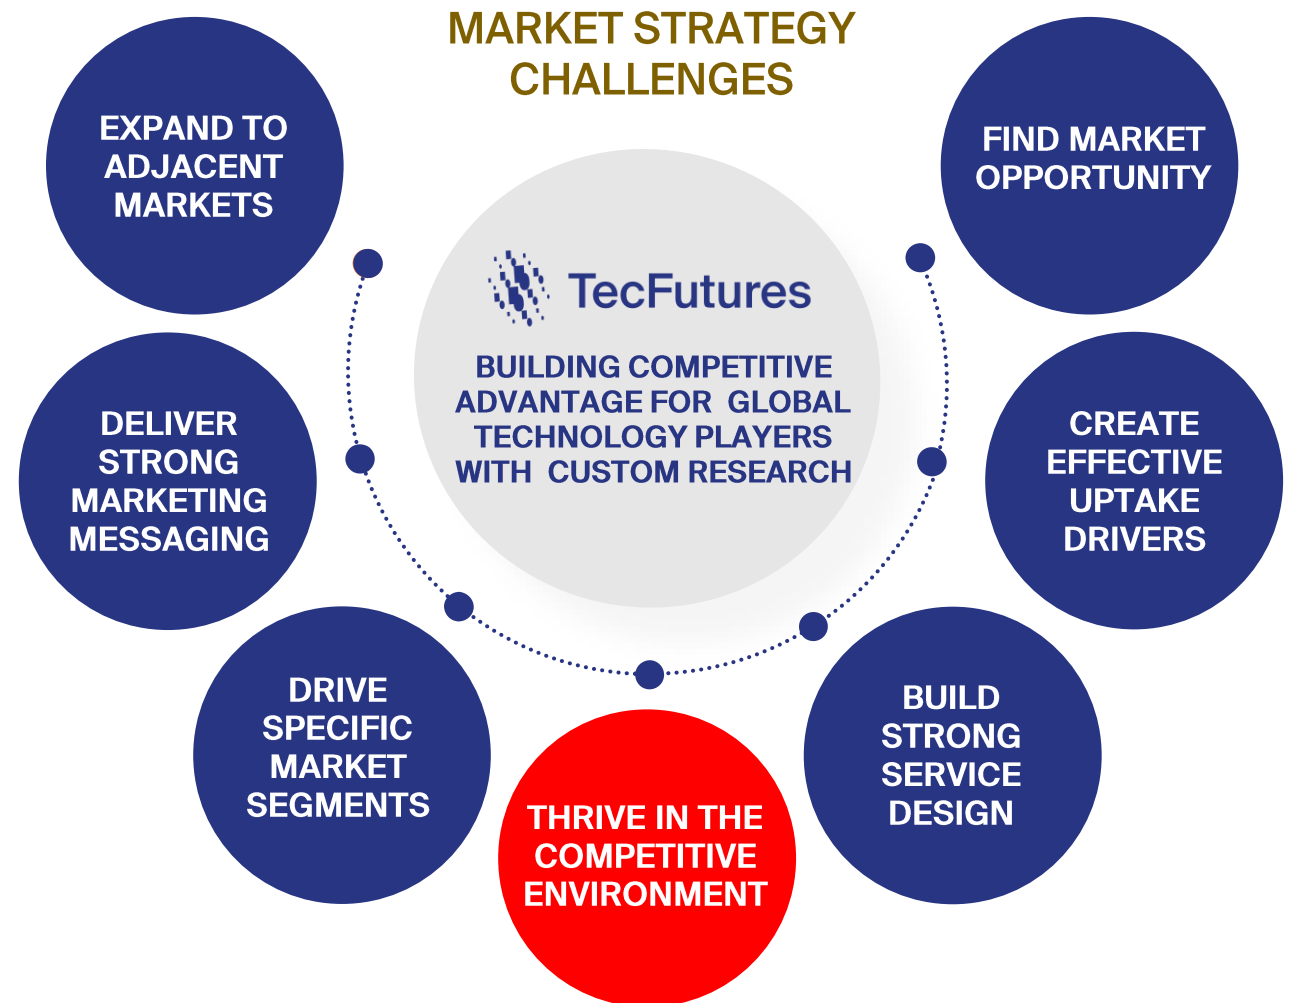 MARKET STRATEGY
CHALLENGES
EXPAND TO
ADJACENT
MARKETS
FIND MARKET
OPPORTUNITY
TecFutures
BUILDING COMPETITIVE
ADVANTAGE FOR GLOBAL
TECHNOLOGY PLAYERS
WITH CUSTOM RESEARCH
DELIVER
STRONG
MARKETING
MESSAGING
CREATE
EFFECTIVE
UPTAKE
DRIVERS
DRIVE
SPECIFIC
MARKET
SEGMENTS
BUILD
STRONG
SERVICE
DESIGN
THRIVE IN THE
COMPETITIVE
ENVIRONMENT